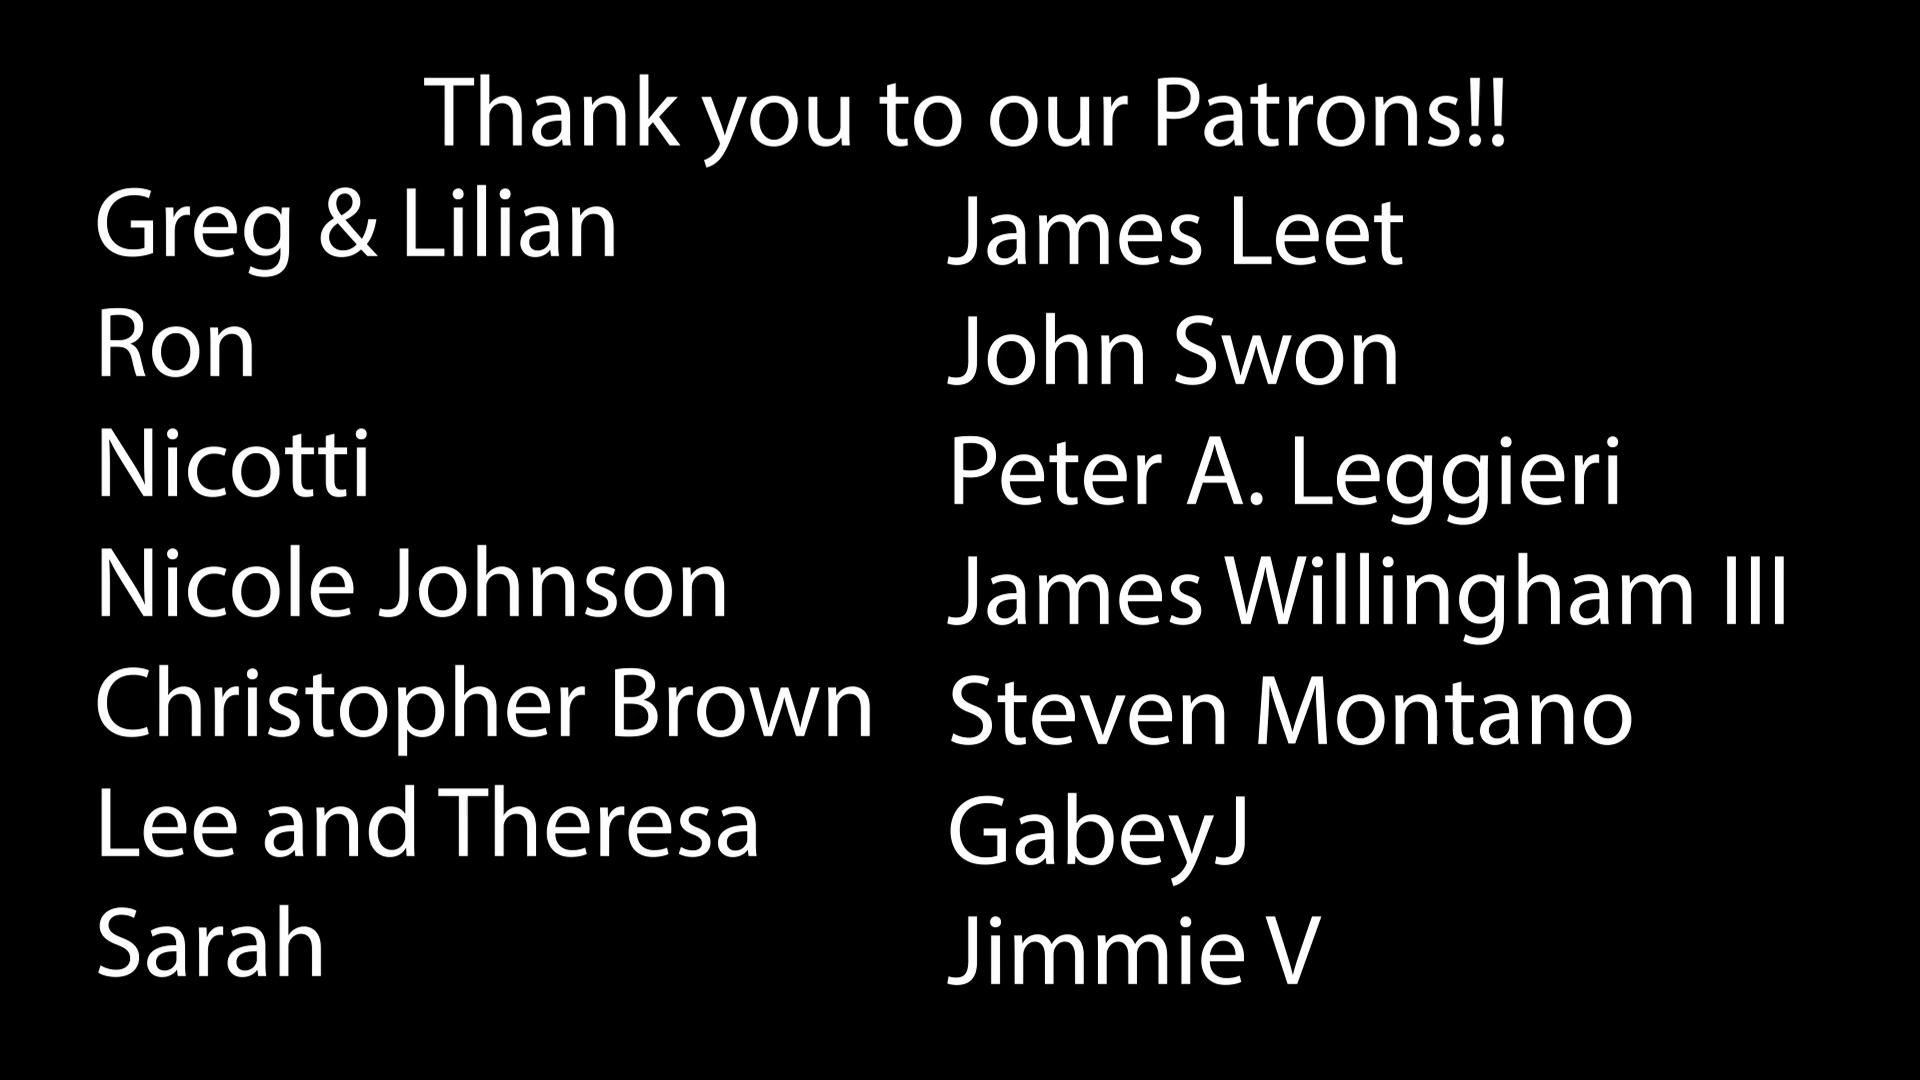 Thank you to our Patrons!!
Greg & Lilian
Ron
Nicotti
Nicole Johnson
Christopher Brown
Lee and Theresa
Sarah
James Leet
John Swon
Peter A. Leggieri
James Willingham III
Steven Montano
GabeyJ
Jimmie V